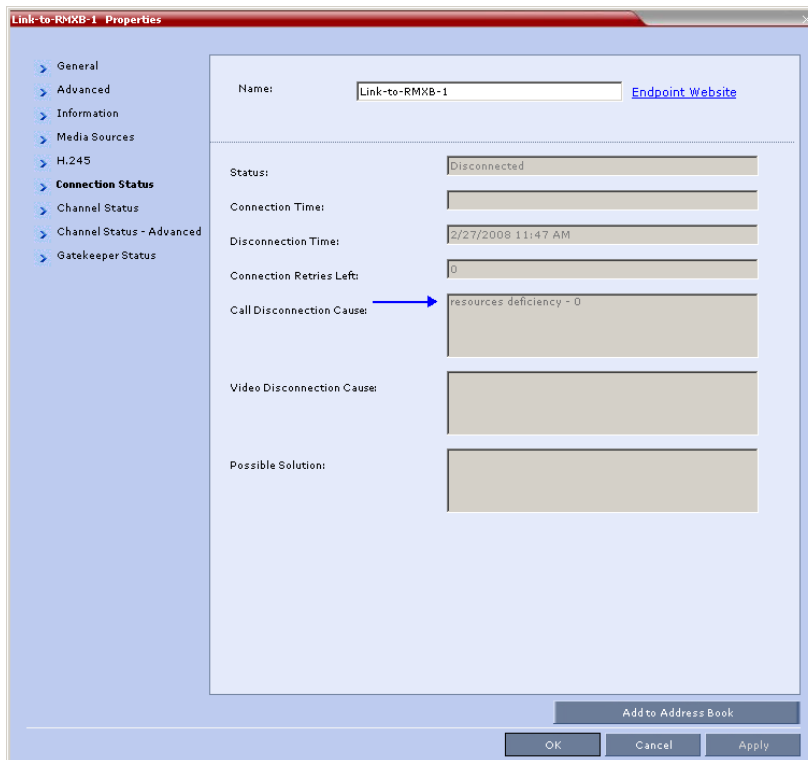 Link-to-RMXB-1 Properties
General
Advanced
Information
Media Sources
H.245
Connection Status
Channel Status
Channel Status - Advanced
Gatekeeper Status
Name: Link-to-RMXB-1 Endpoint Website
Status: Disconnected
Connection Time:
Disconnection Time: 2/27/2008 11:47 AM
Connection Retries Left: 0
Call Disconnection Cause: resources deficiency - 0
Video Disconnection Cause:
Possible Solution:
Add to Address Book
OK Cancel Apply